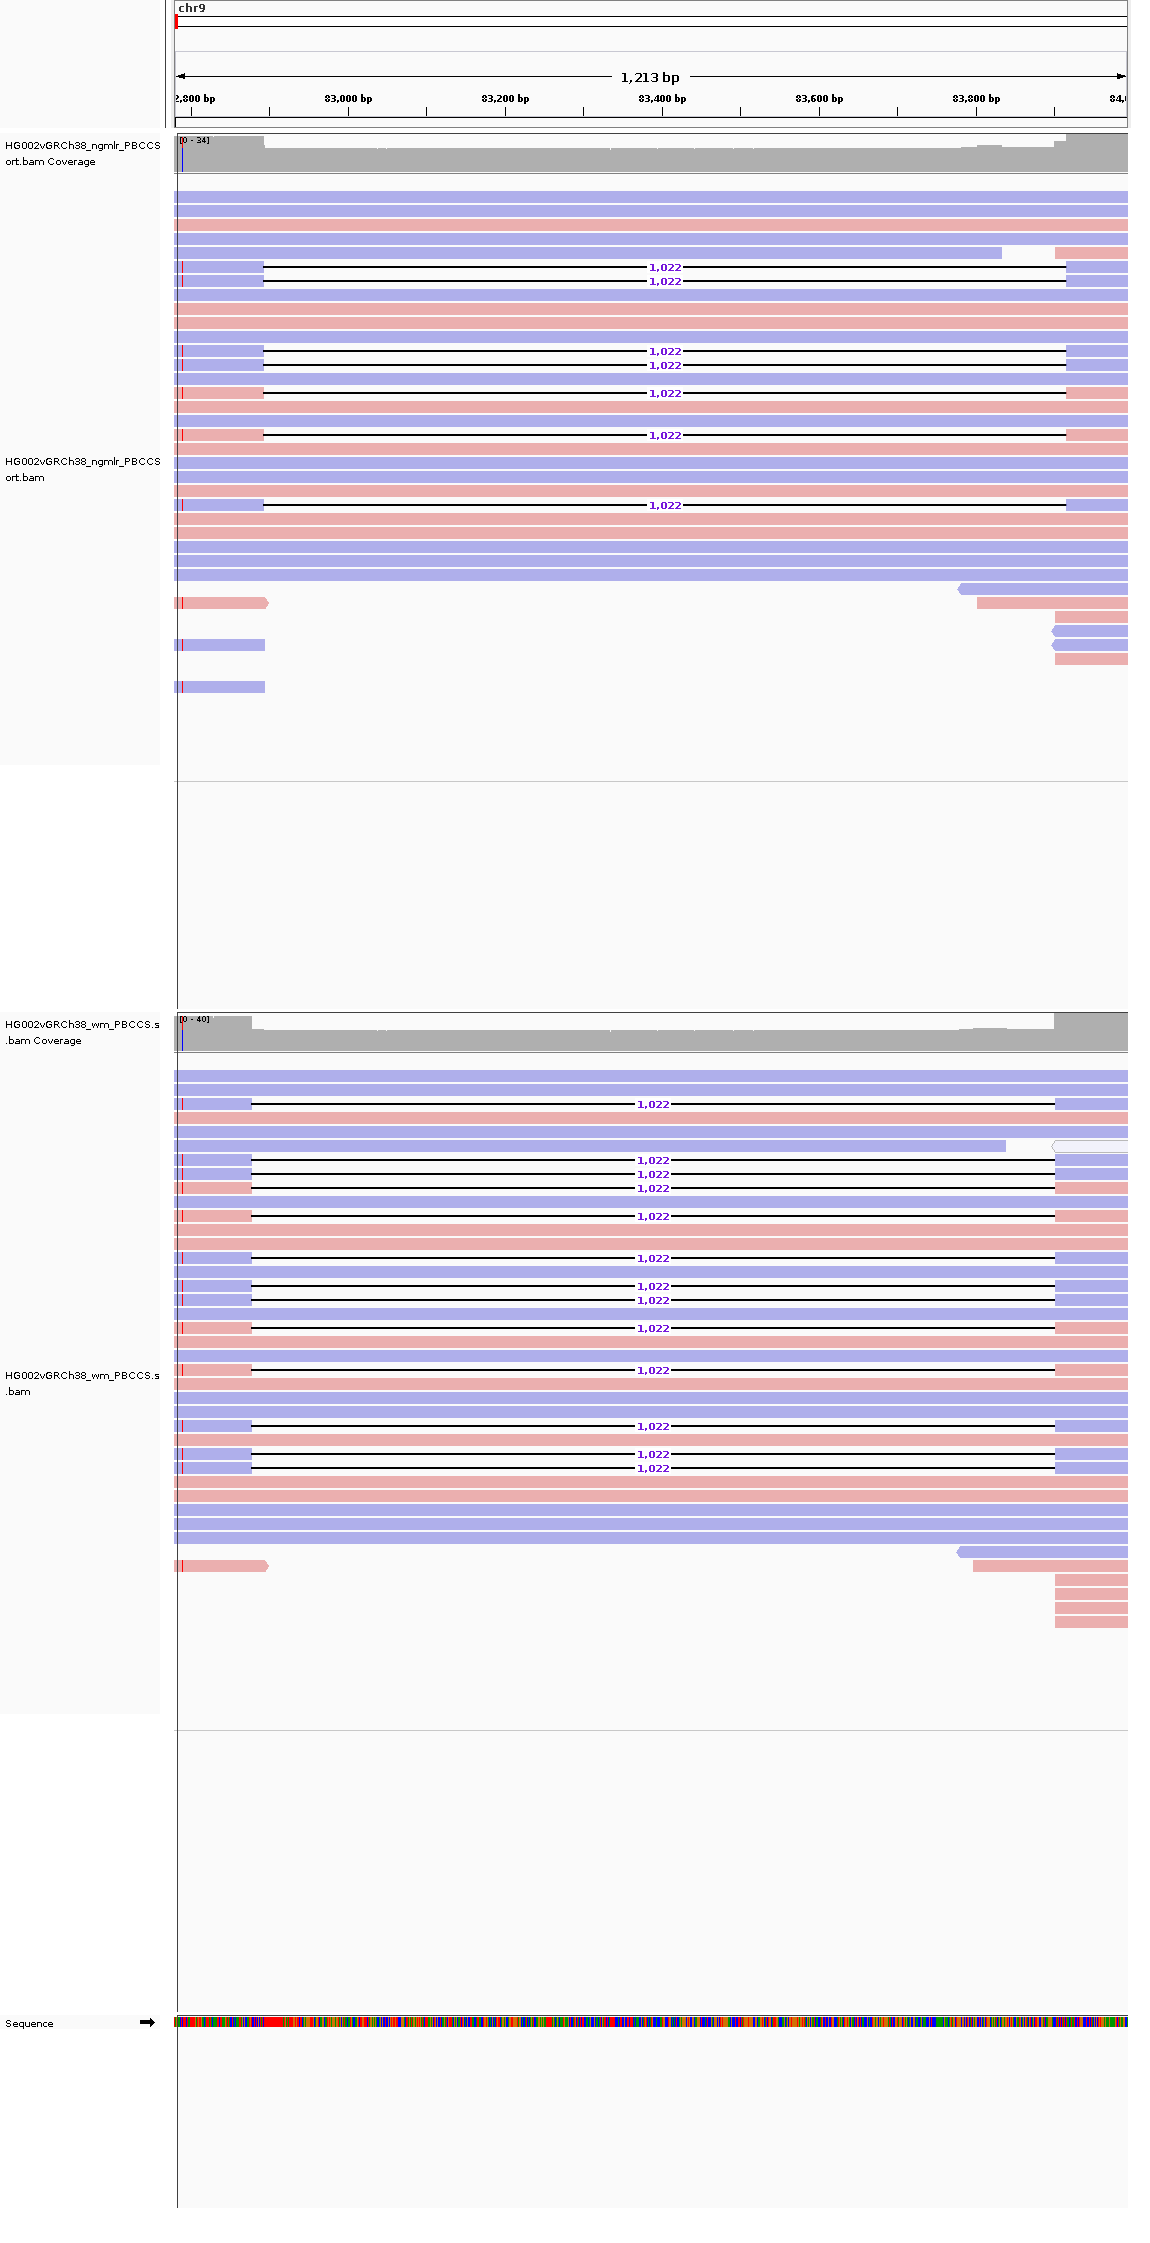 chr9
1,213 bp
2,800 bp 83,000 bp 83,200 bp 83,400 bp 83,600 bp 83,800 bp 84,0
HG002vGRCh38_ngmlr_PBCCS
ort.bam Coverage
[0 - 34]
1,022
1,022
1,022
1,022
1,022
1,022
HG002vGRCh38_ngmlr_PBCCS
ort.bam
1,022
HG002vGRCh38_wm_PBCCS.s
.bam Coverage
[0 - 40]
1,022
1,022
1,022
1,022
1,022
1,022
1,022
1,022
1,022
1,022
HG002vGRCh38_wm_PBCCS.s
.bam
1,022
1,022
1,022
Sequence